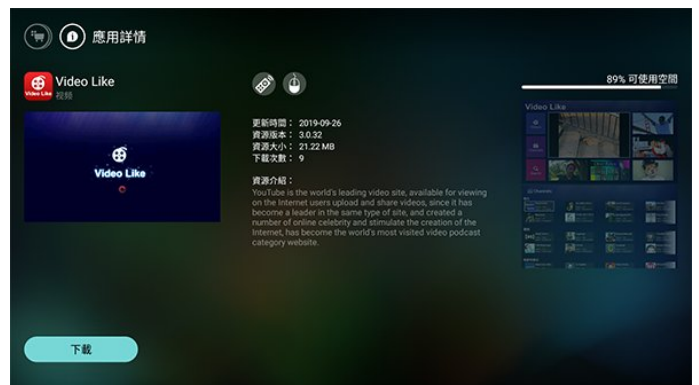 應用詳情
Video Like
視頻
Video Like
Video Like
89% 可使用空間
更新時間： 2019-09-26
資源版本： 3.0.32
資源大小： 21.22 MB
下載次數： 9
資源介紹：
YouTube is the world's leading video site, available for viewing
on the Internet users upload and share videos, since it has
become a leader in the same type of site, and created a
number of online celebrity and stimulate the creation of the
Internet, has become the world's most visited video podcast
category website.
Video Like
下載